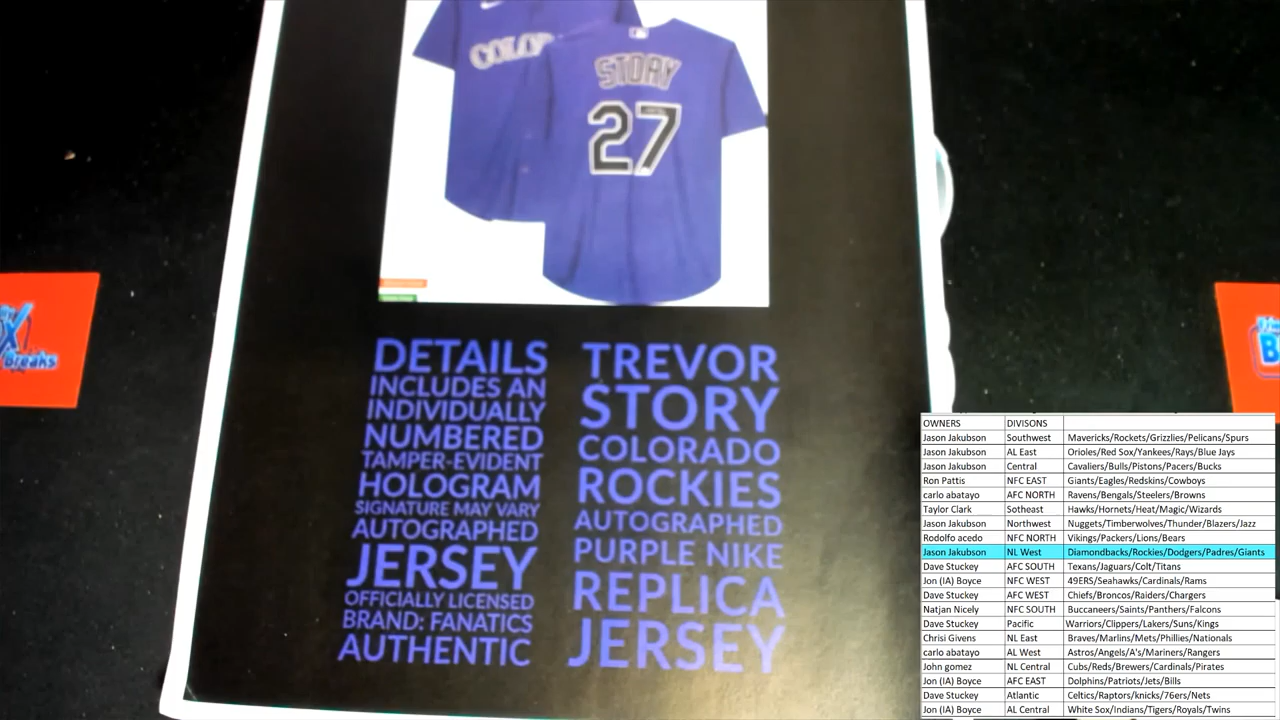 COLOR
STORY
27
DETAILS
INCLUDES AN
INDIVIDUALLY
NUMBERED
TAMPER-EVIDENT
HOLOGRAM
SIGNATURE MAY VARY
AUTOGRAPHED
JERSEY
OFFICIALLY LICENSED
BRAND: FANATICS
AUTHENTIC
TREVOR
STORY
COLORADO
ROCKIES
AUTOGRAPHED
PURPLE NIKE
REPLICA
JERSEY
X
Breaks
B
OWNERS DIVISONS
Jason Jakubson Southwest Mavericks/Rockets/Grizzlies/Pelicans/Spurs
Jason Jakubson AL East Orioles/Red Sox/Yankees/Rays/Blue Jays
Jason Jakubson Central Cavaliers/Bulls/Pistons/Pacers/Bucks
Ron Pattis NFC EAST Giants/Eagles/Redskins/Cowboys
carlo abatayo AFC NORTH Ravens/Bengals/Steelers/Browns
Taylor Clark Sotheast Hawks/Hornets/Heat/Magic/Wizards
Jason Jakubson Northwest Nuggets/Timberwolves/Thunder/Blazers/Jazz
Rodolfo acedo NFC NORTH Vikings/Packers/Lions/Bears
Jason Jakubson NL West Diamondbacks/Rockies/Dodgers/Padres/Giants
Dave Stuckey AFC SOUTH Texans/Jaguars/Colt/Titans
Jon (IA) Boyce NFC WEST 49ERS/Seahawks/Cardinals/Rams
Dave Stuckey AFC WEST Chiefs/Broncos/Raiders/Chargers
Natjan Nicely NFC SOUTH Buccaneers/Saints/Panthers/Falcons
Dave Stuckey Pacific Warriors/Clippers/Lakers/Suns/Kings
Chrisi Givens NL East Braves/Marlins/Mets/Phillies/Nationals
carlo abatayo AL West Astros/Angels/A's/Mariners/Rangers
John gomez NL Central Cubs/Reds/Brewers/Cardinals/Pirates
Jon (IA) Boyce AFC EAST Dolphins/Patriots/Jets/Bills
Dave Stuckey Atlantic Celtics/Raptors/knicks/76ers/Nets
Jon (IA) Boyce AL Central White Sox/Indians/Tigers/Royals/Twins